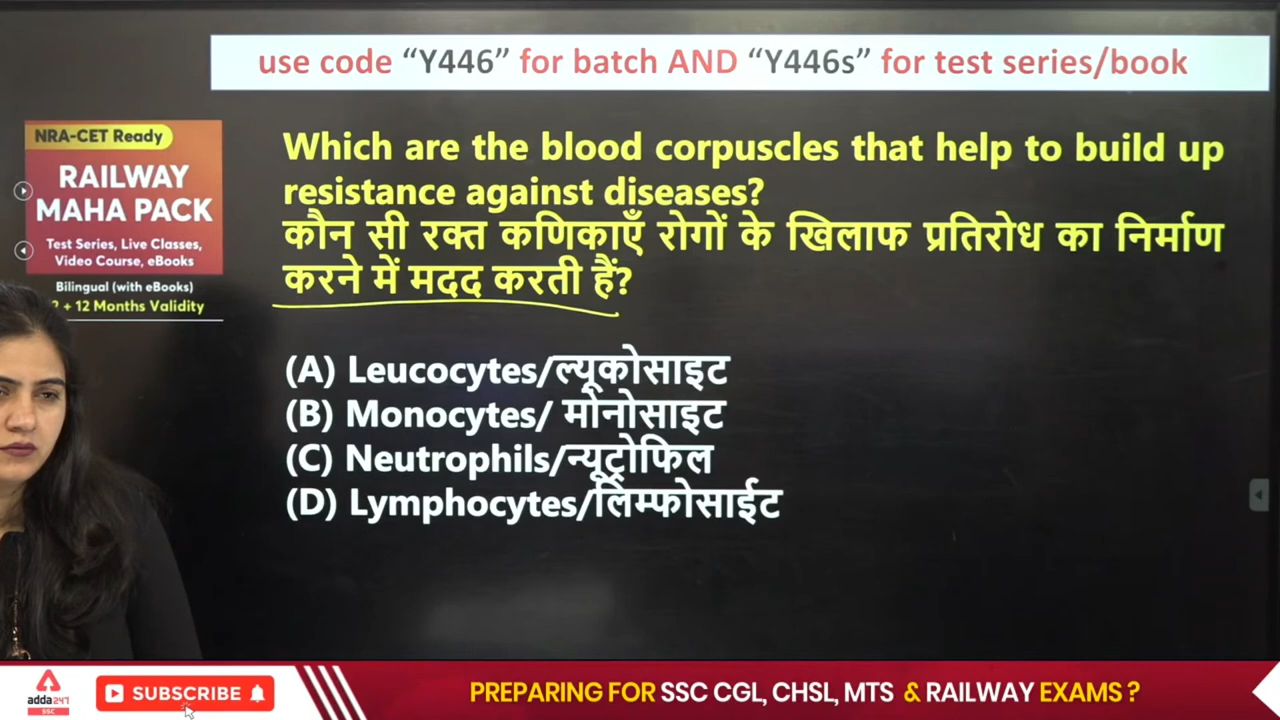 use code “Y446” for batch AND “Y446s” for test series/book
NRA-CET Ready
RAILWAY
MAHA PACK
Test Series, Live Classes,
Video Course, eBooks
Bilingual (with eBooks)
+ 12 Months Validity
Which are the blood corpuscles that help to build up
resistance against diseases?
कौन सी रक्त कणिकाएँ रोगों के खिलाफ प्रतिरोध का निर्माण
करने में मदद करती हैं?
(A) Leucocytes/ल्यूकोसाइट
(B) Monocytes/ मोनोसाइट
(C) Neutrophils/न्यूट्रोफिल
(D) Lymphocytes/लिम्फोसाईट
adda247
SSC
SUBSCRIBE
PREPARING FOR SSC CGL, CHSL, MTS & RAILWAY EXAMS ?